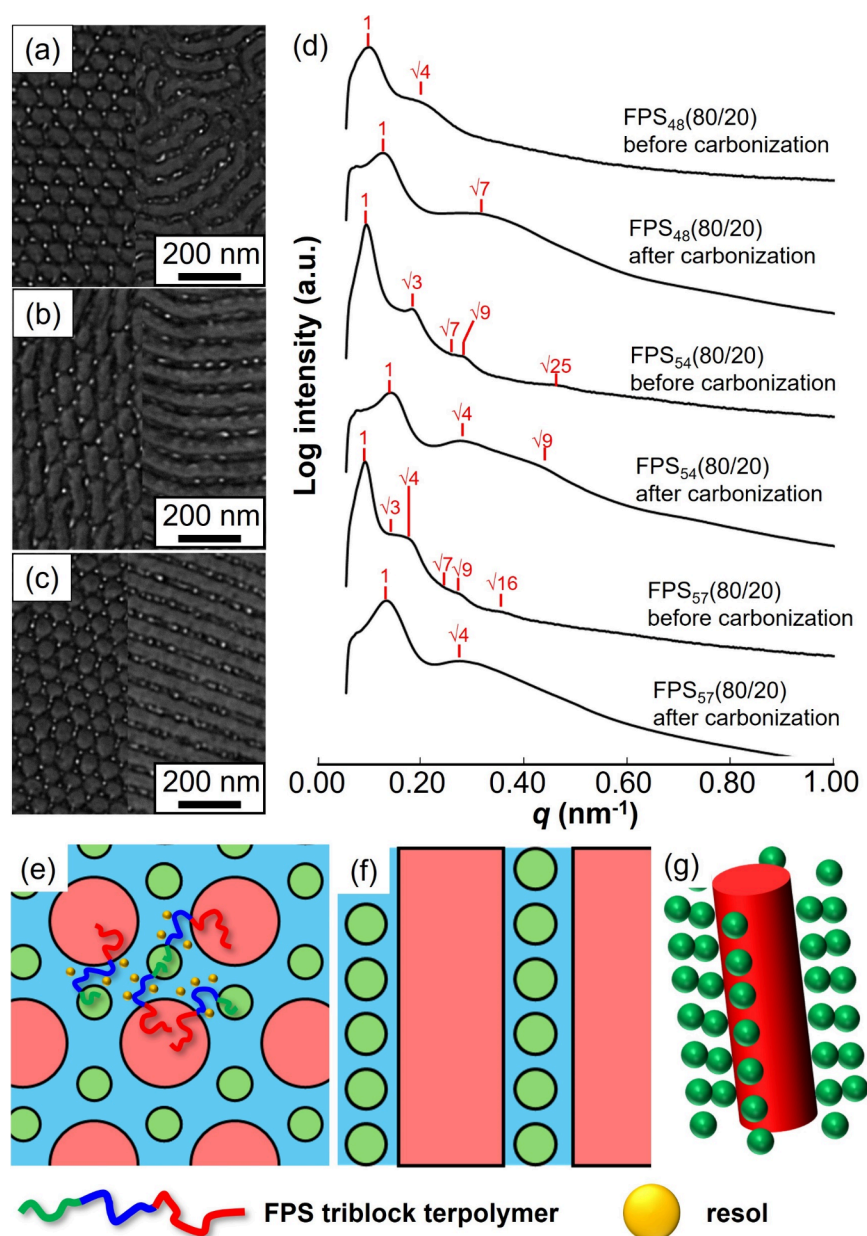 (a)
200 nm
(b)
200 nm
(c)
200 nm
(d)
Log intensity (a.u.)
1
√4
FPS₄₈(80/20)
before carbonization
1
√7
FPS₄₈(80/20)
after carbonization
1
√3
√7
√9
√25
FPS₅₄(80/20)
before carbonization
1
√4
√9
FPS₅₄(80/20)
after carbonization
1
√3
√4
√7
√9
√16
FPS₅₇(80/20)
before carbonization
1
√4
FPS₅₇(80/20)
after carbonization
0.00 0.20 0.40 0.60 0.80 1.00
q (nm⁻¹)
(e)
(f)
(g)
FPS triblock terpolymer
resol